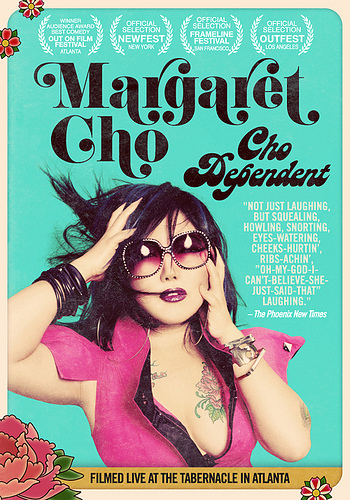 WINNER
AUDIENCE AWARD
BEST COMEDY
OUT ON FILM
FESTIVAL
ATLANTA
OFFICIAL
SELECTION
NEWFEST
NEW YORK
OFFICIAL
SELECTION
FRAMELINE
FESTIVAL
SAN FRANCISCO
OFFICIAL
SELECTION
OUTFEST
LOS ANGELES
Margaret
Cho
Cho
Dependent
"NOT JUST LAUGHING,
BUT SQUEALING,
HOWLING, SNORTING,
EYES-WATERING,
CHEEKS-HURTIN',
RIBS-ACHIN',
"OH-MY-GOD-I-
CAN'T-BELIEVE-SHE-
JUST-SAID-THAT"
LAUGHING."
– The Phoenix New Times
FILMED LIVE AT THE TABERNACLE IN ATLANTA